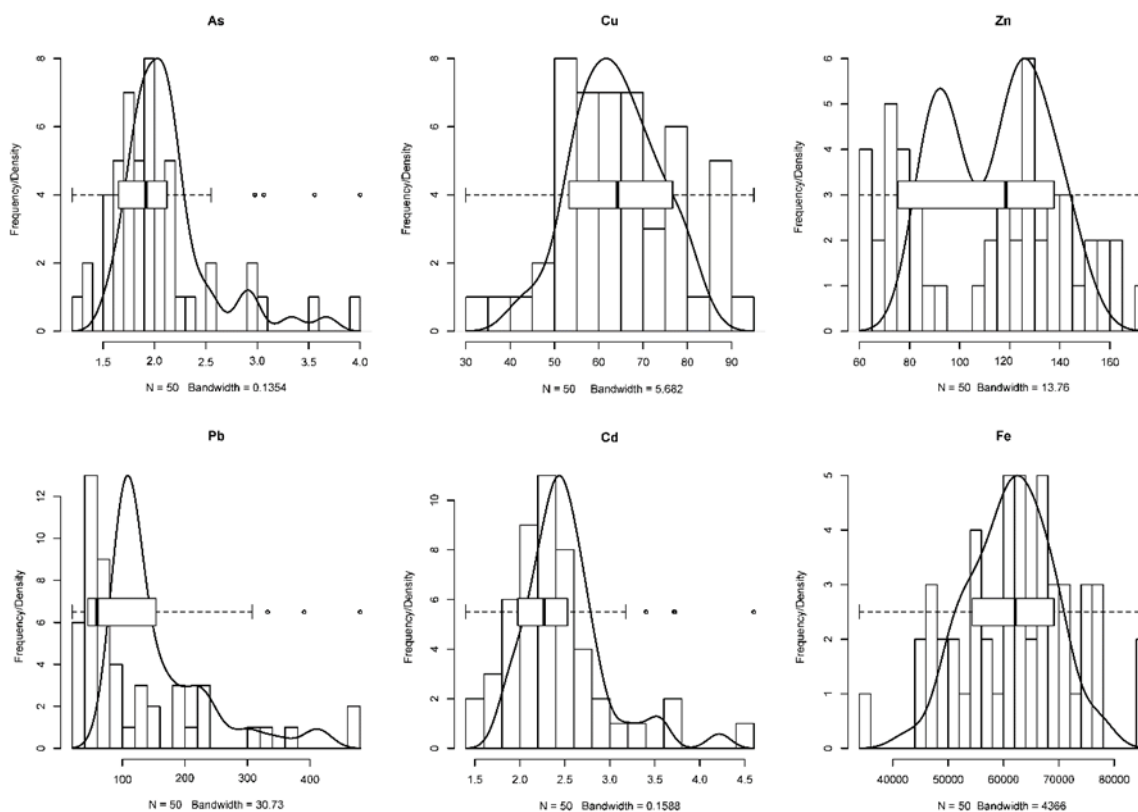 As
Frequency/Density
0 2 4 6 8
1.5 2.0 2.5 3.0 3.5 4.0
N = 50 Bandwidth = 0.1354
Cu
Frequency/Density
0 2 4 6 8
30 40 50 60 70 80 90
N = 50 Bandwidth = 5.682
Zn
Frequency/Density
0 1 2 3 4 5 6
60 80 100 120 140 160
N = 50 Bandwidth = 13.76
Pb
Frequency/Density
0 2 4 6 8 10 12
100 200 300 400
N = 50 Bandwidth = 30.73
Cd
Frequency/Density
0 2 4 6 8 10
1.5 2.0 2.5 3.0 3.5 4.0 4.5
N = 50 Bandwidth = 0.1588
Fe
Frequency/Density
0 1 2 3 4 5
40000 50000 60000 70000 80000
N = 50 Bandwidth = 4366